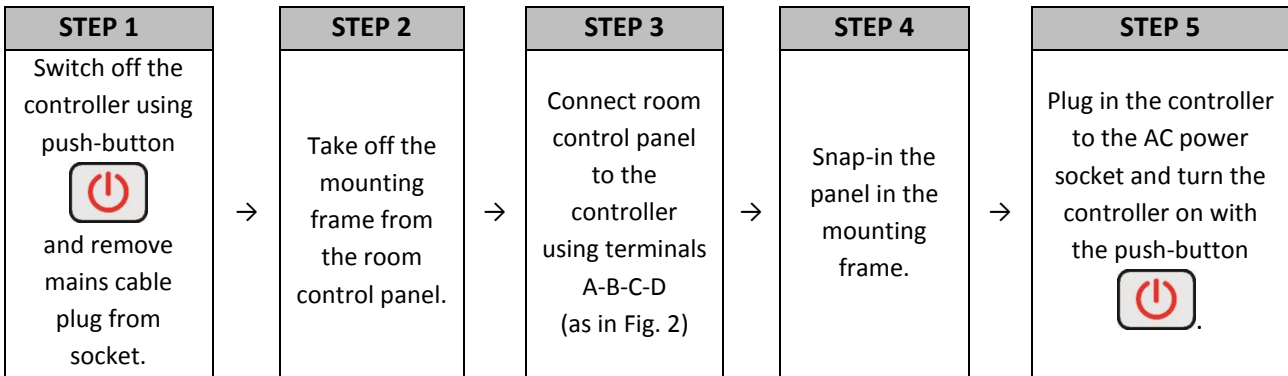 STEP 1
Switch off the
controller using
push-button
and remove
mains cable
plug from
socket.
→
STEP 2
Take off the
mounting
frame from
the room
control panel.
→
STEP 3
Connect room
control panel
to the
controller
using terminals
A-B-C-D
(as in Fig. 2)
→
STEP 4
Snap-in the
panel in the
mounting
frame.
→
STEP 5
Plug in the controller
to the AC power
socket and turn the
controller on with
the push-button
.